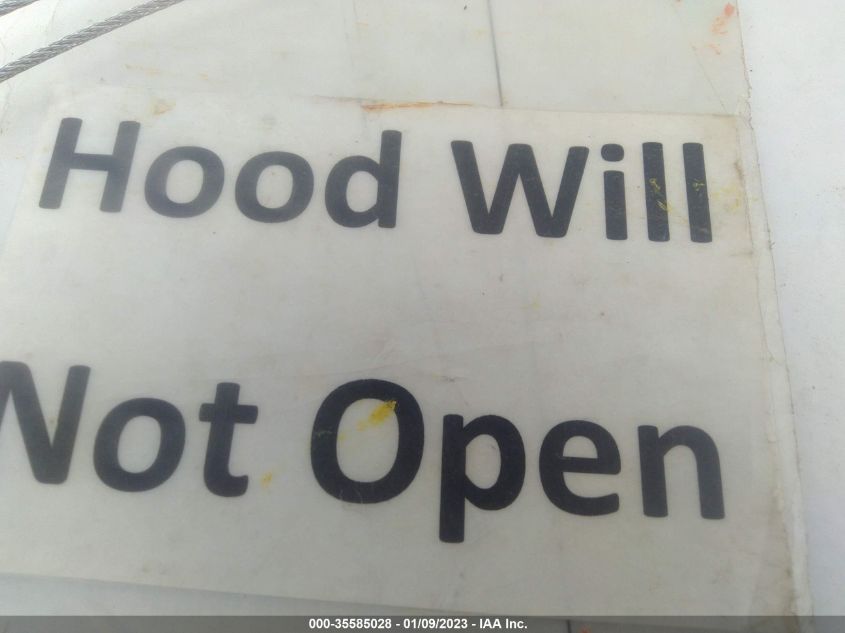 Hood Will
Not Open
000-35585028 - 01/09/2023 - IAA Inc.